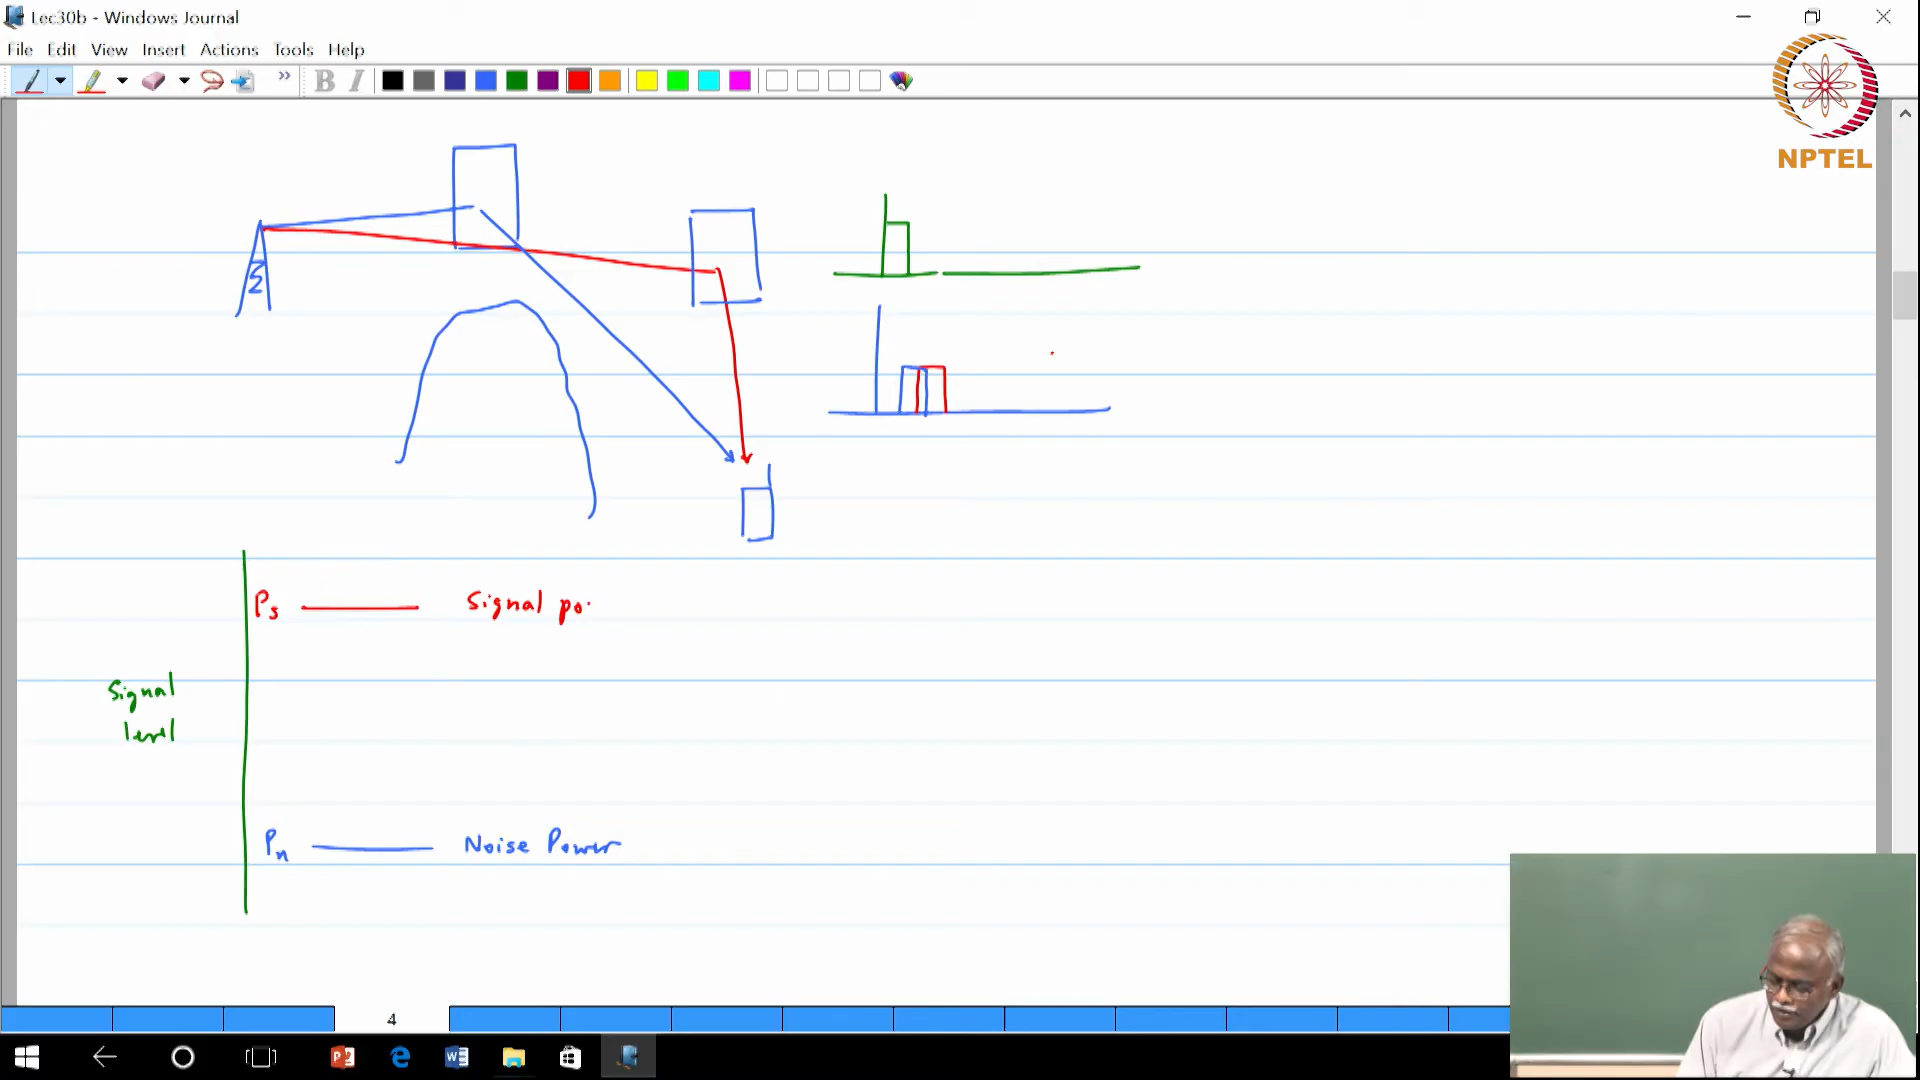 Lec30b - Windows Journal
File Edit View Insert Actions Tools Help
B I
NPTEL
Ps Signal po
Signal
level
Pn Noise Power
4